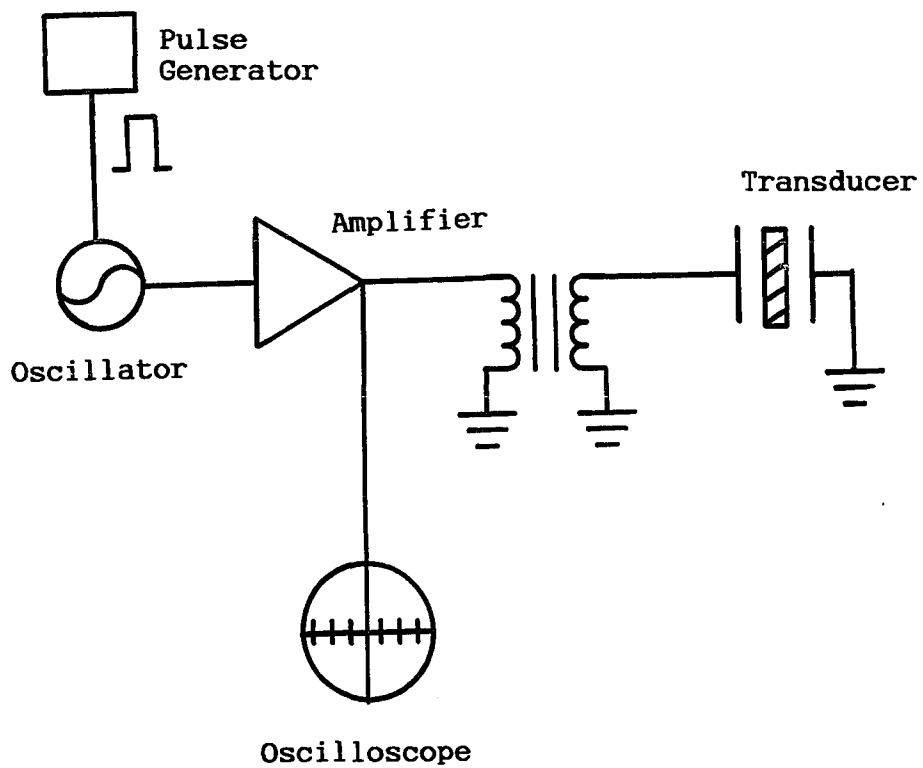 Pulse
Generator
Transducer
Amplifier
Oscillator
Oscilloscope